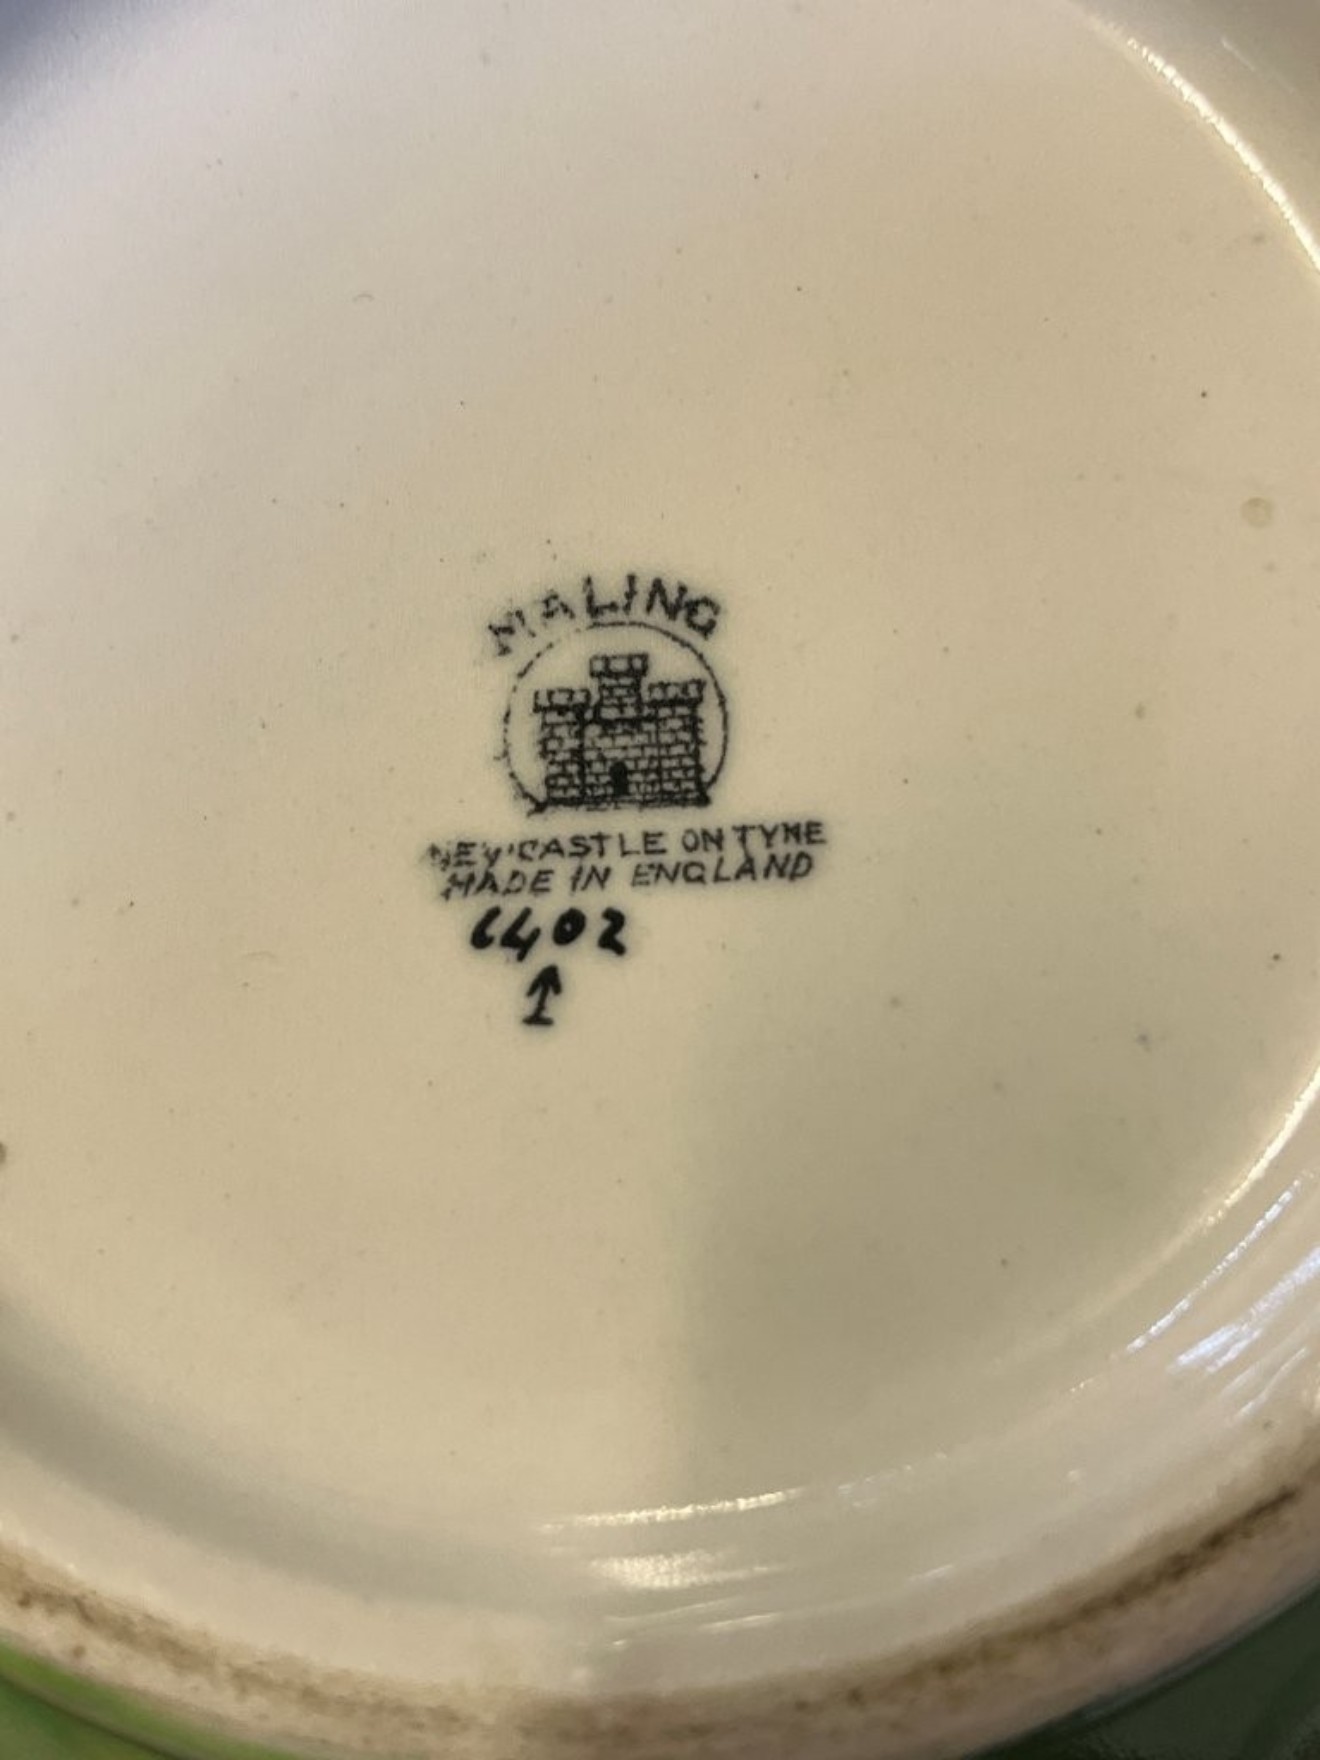 MALING
NEWCASTLE ON TYNE
MADE IN ENGLAND
6402